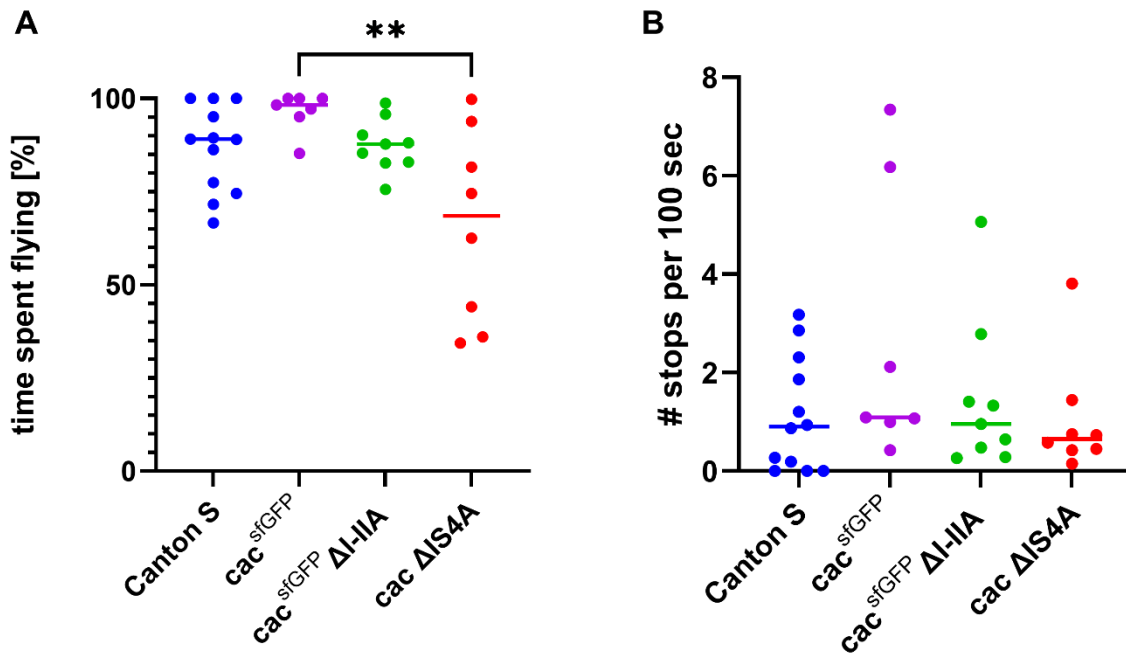 A
**
time spent flying [%]
100
50
0
Canton S
cac sfGFP
cac sfGFP ΔI-IIA
cac ΔIS4A
B
# stops per 100 sec
8
6
4
2
0
Canton S
cac sfGFP
cac sfGFP ΔI-IIA
cac ΔIS4A